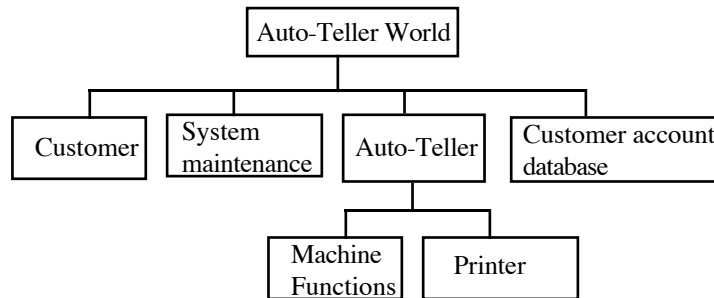 Auto-Teller World
Customer
System
maintenance
Auto-Teller
Customer account
database
Machine
Functions
Printer